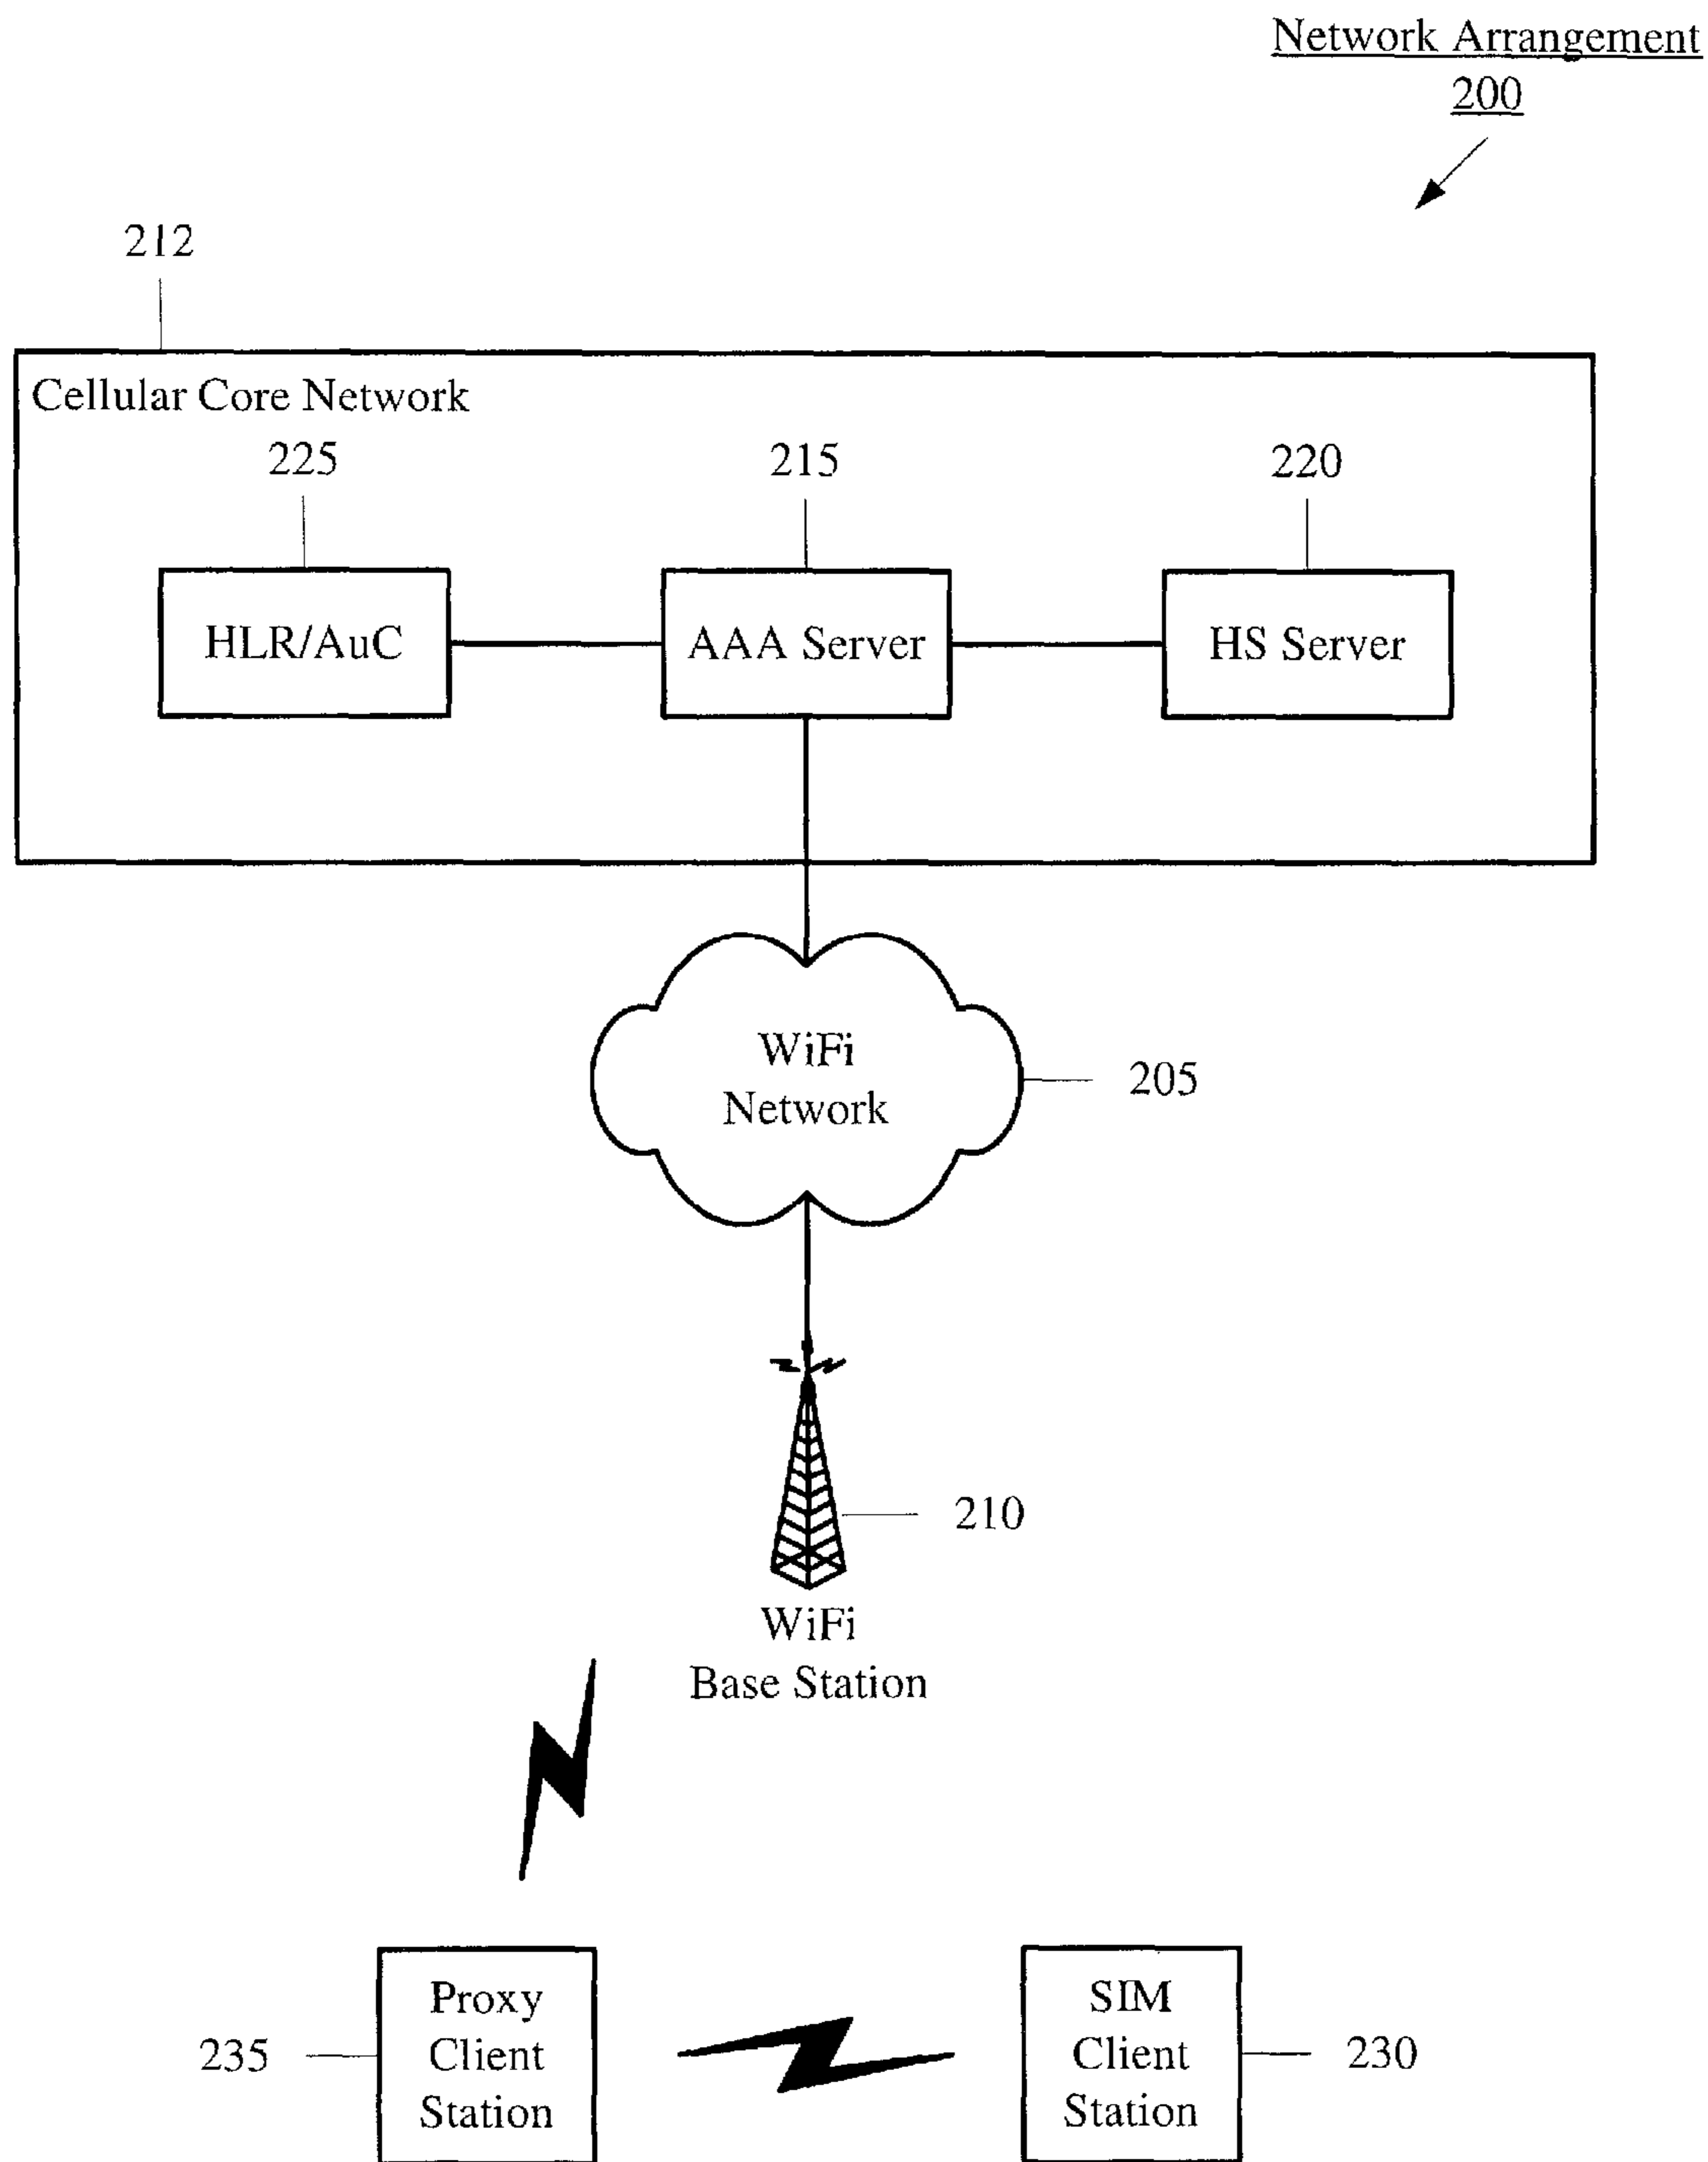 Network Arrangement
200
212
Cellular Core Network
225
215
220
HLR/AuC
AAA Server
HS Server
WiFi
Network
205
210
WiFi
Base Station
Proxy
Client
Station
235
SIM
Client
Station
230